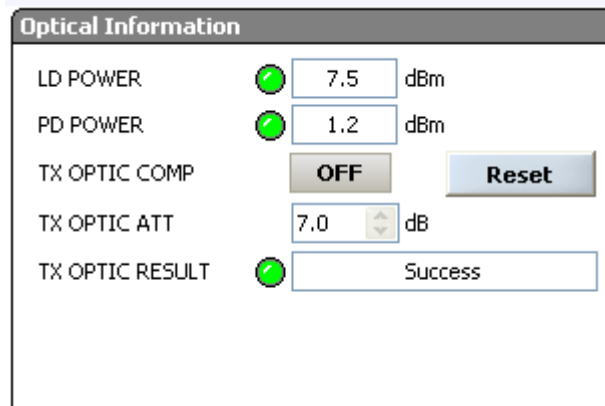 Optical Information
LD POWER 7.5 dBm
PD POWER 1.2 dBm
TX OPTIC COMP OFF Reset
TX OPTIC ATT 7.0 dB
TX OPTIC RESULT Success